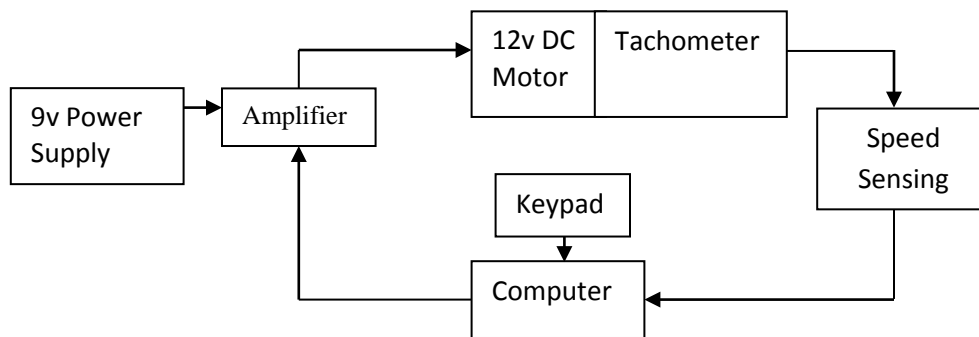 12v DC
Motor
Tachometer
9v Power
Supply
Amplifier
Speed
Sensing
Keypad
Computer